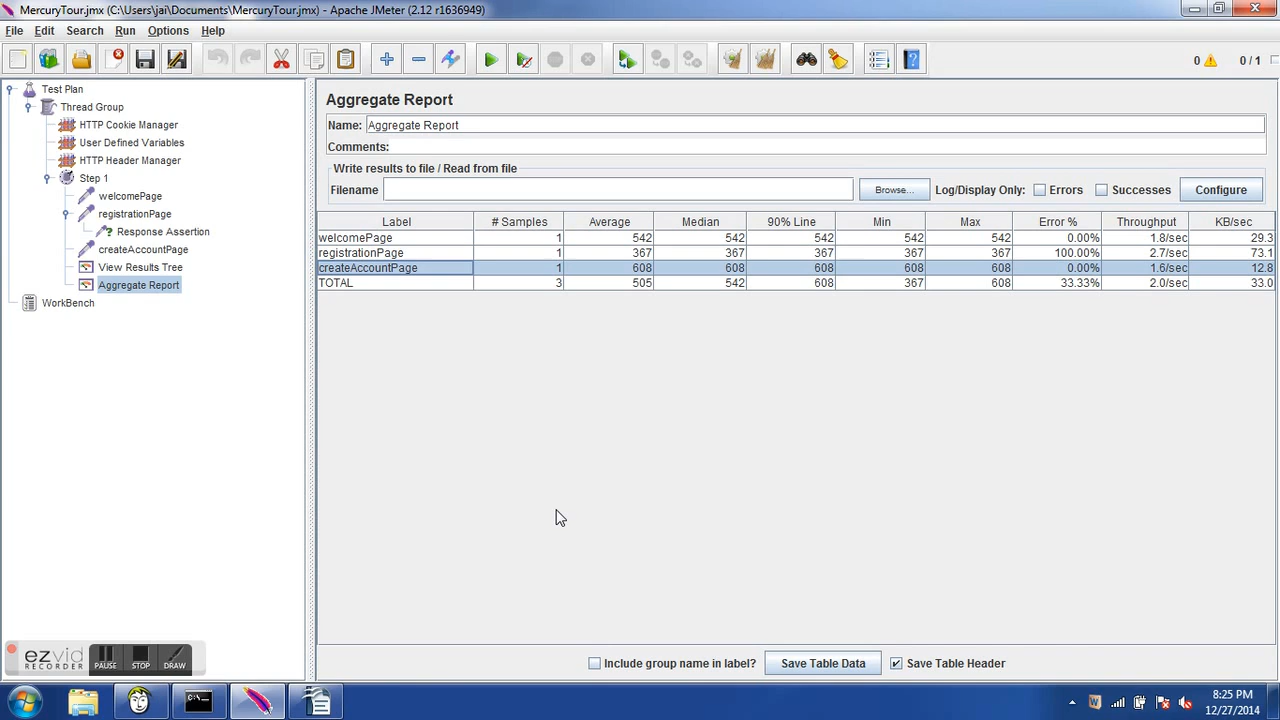 MercuryTour.jmx (C:\Users\jai\Documents\MercuryTour.jmx) - Apache JMeter (2.12 r1636949)
File Edit Search Run Options Help
0 0 / 1
Test Plan
Thread Group
HTTP Cookie Manager
User Defined Variables
HTTP Header Manager
Step 1
welcomePage
registrationPage
Response Assertion
createAccountPage
View Results Tree
Aggregate Report
WorkBench
Aggregate Report
Name: Aggregate Report
Comments:
Write results to file / Read from file
Filename Browse... Log/Display Only: Errors Successes Configure
Label # Samples Average Median 90% Line Min Max Error % Throughput KB/sec
welcomePage 1 542 542 542 542 542 0.00% 1.8/sec 29.3
registrationPage 1 367 367 367 367 367 100.00% 2.7/sec 73.1
createAccountPage 1 608 608 608 608 608 0.00% 1.6/sec 12.8
TOTAL 3 505 542 608 367 608 33.33% 2.0/sec 33.0
Include group name in label? Save Table Data Save Table Header
ezvid
RECORDER
PAUSE STOP DRAW
8:25 PM
12/27/2014